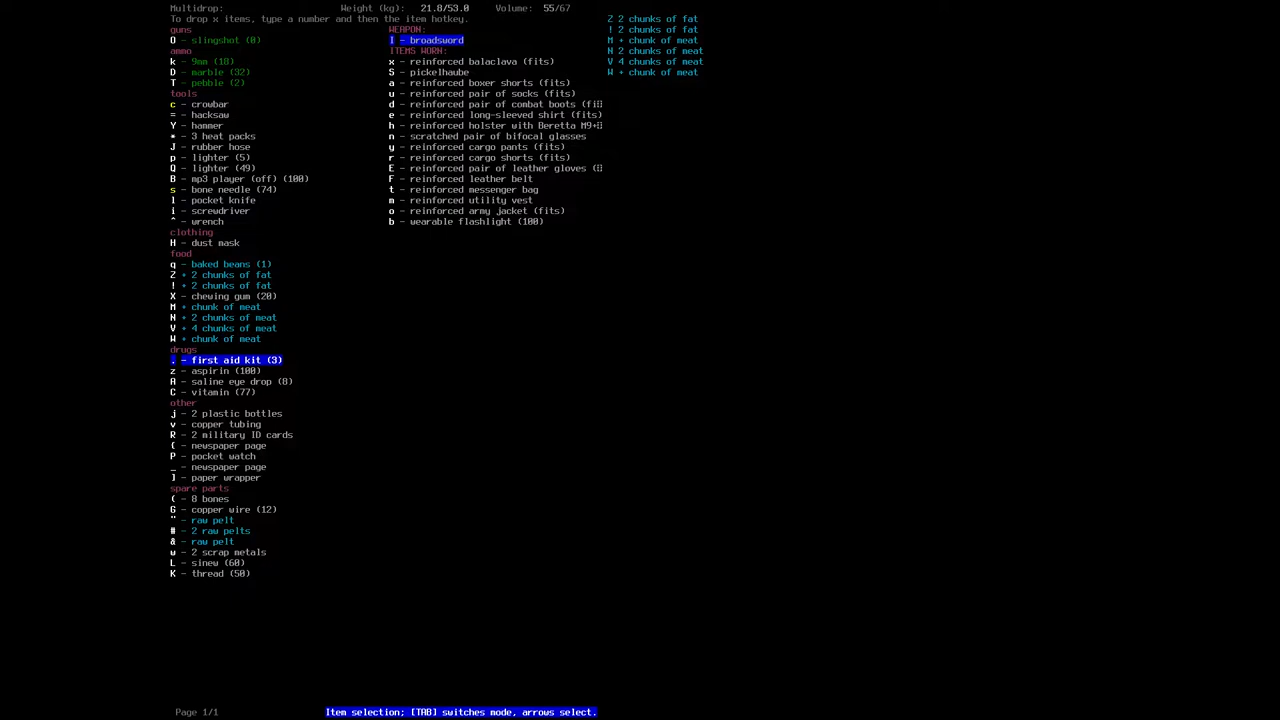 Multidrop: Weight (kg): 21.8/53.0 Volume: 55/67
To drop x items, type a number and then the item hotkey.
guns
O - slingshot (0)
ammo
k - 9mm (18)
D - marble (32)
T - pebble (2)
tools
c - crowbar
= - hacksaw
Y - hammer
* - 3 heat packs
J - rubber hose
p - lighter (5)
Q - lighter (49)
B - mp3 player (off) (100)
s - bone needle (74)
l - pocket knife
i - screwdriver
^ - wrench
clothing
H - dust mask
food
q - baked beans (1)
Z + 2 chunks of fat
! + 2 chunks of fat
X - chewing gum (20)
M + chunk of meat
N + 2 chunks of meat
V + 4 chunks of meat
W + chunk of meat
drugs
. - first aid kit (3)
z - aspirin (100)
A - saline eye drop (8)
C - vitamin (77)
other
j - 2 plastic bottles
v - copper tubing
R - 2 military ID cards
{ - newspaper page
P - pocket watch
_ - newspaper page
] - paper wrapper
spare parts
( - 8 bones
G - copper wire (12)
" - raw pelt
# - 2 raw pelts
& - raw pelt
w - 2 scrap metals
L - sinew (60)
K - thread (50)
WEAPON:
- broadsword
ITEMS WORN:
x - reinforced balaclava (fits)
S - pickelhaube
a - reinforced boxer shorts (fits)
u - reinforced pair of socks (fits)
d - reinforced pair of combat boots (fi
e - reinforced long-sleeved shirt (fits)
h - reinforced holster with Beretta M9+
n - scratched pair of bifocal glasses
y - reinforced cargo pants (fits)
r - reinforced cargo shorts (fits)
E - reinforced pair of leather gloves (
F - reinforced leather belt
t - reinforced messenger bag
m - reinforced utility vest
o - reinforced army jacket (fits)
b - wearable flashlight (100)
Z 2 chunks of fat
! 2 chunks of fat
M + chunk of meat
N 2 chunks of meat
V 4 chunks of meat
W + chunk of meat
Page 1/1 Item selection; [TAB] switches mode, arrows select.